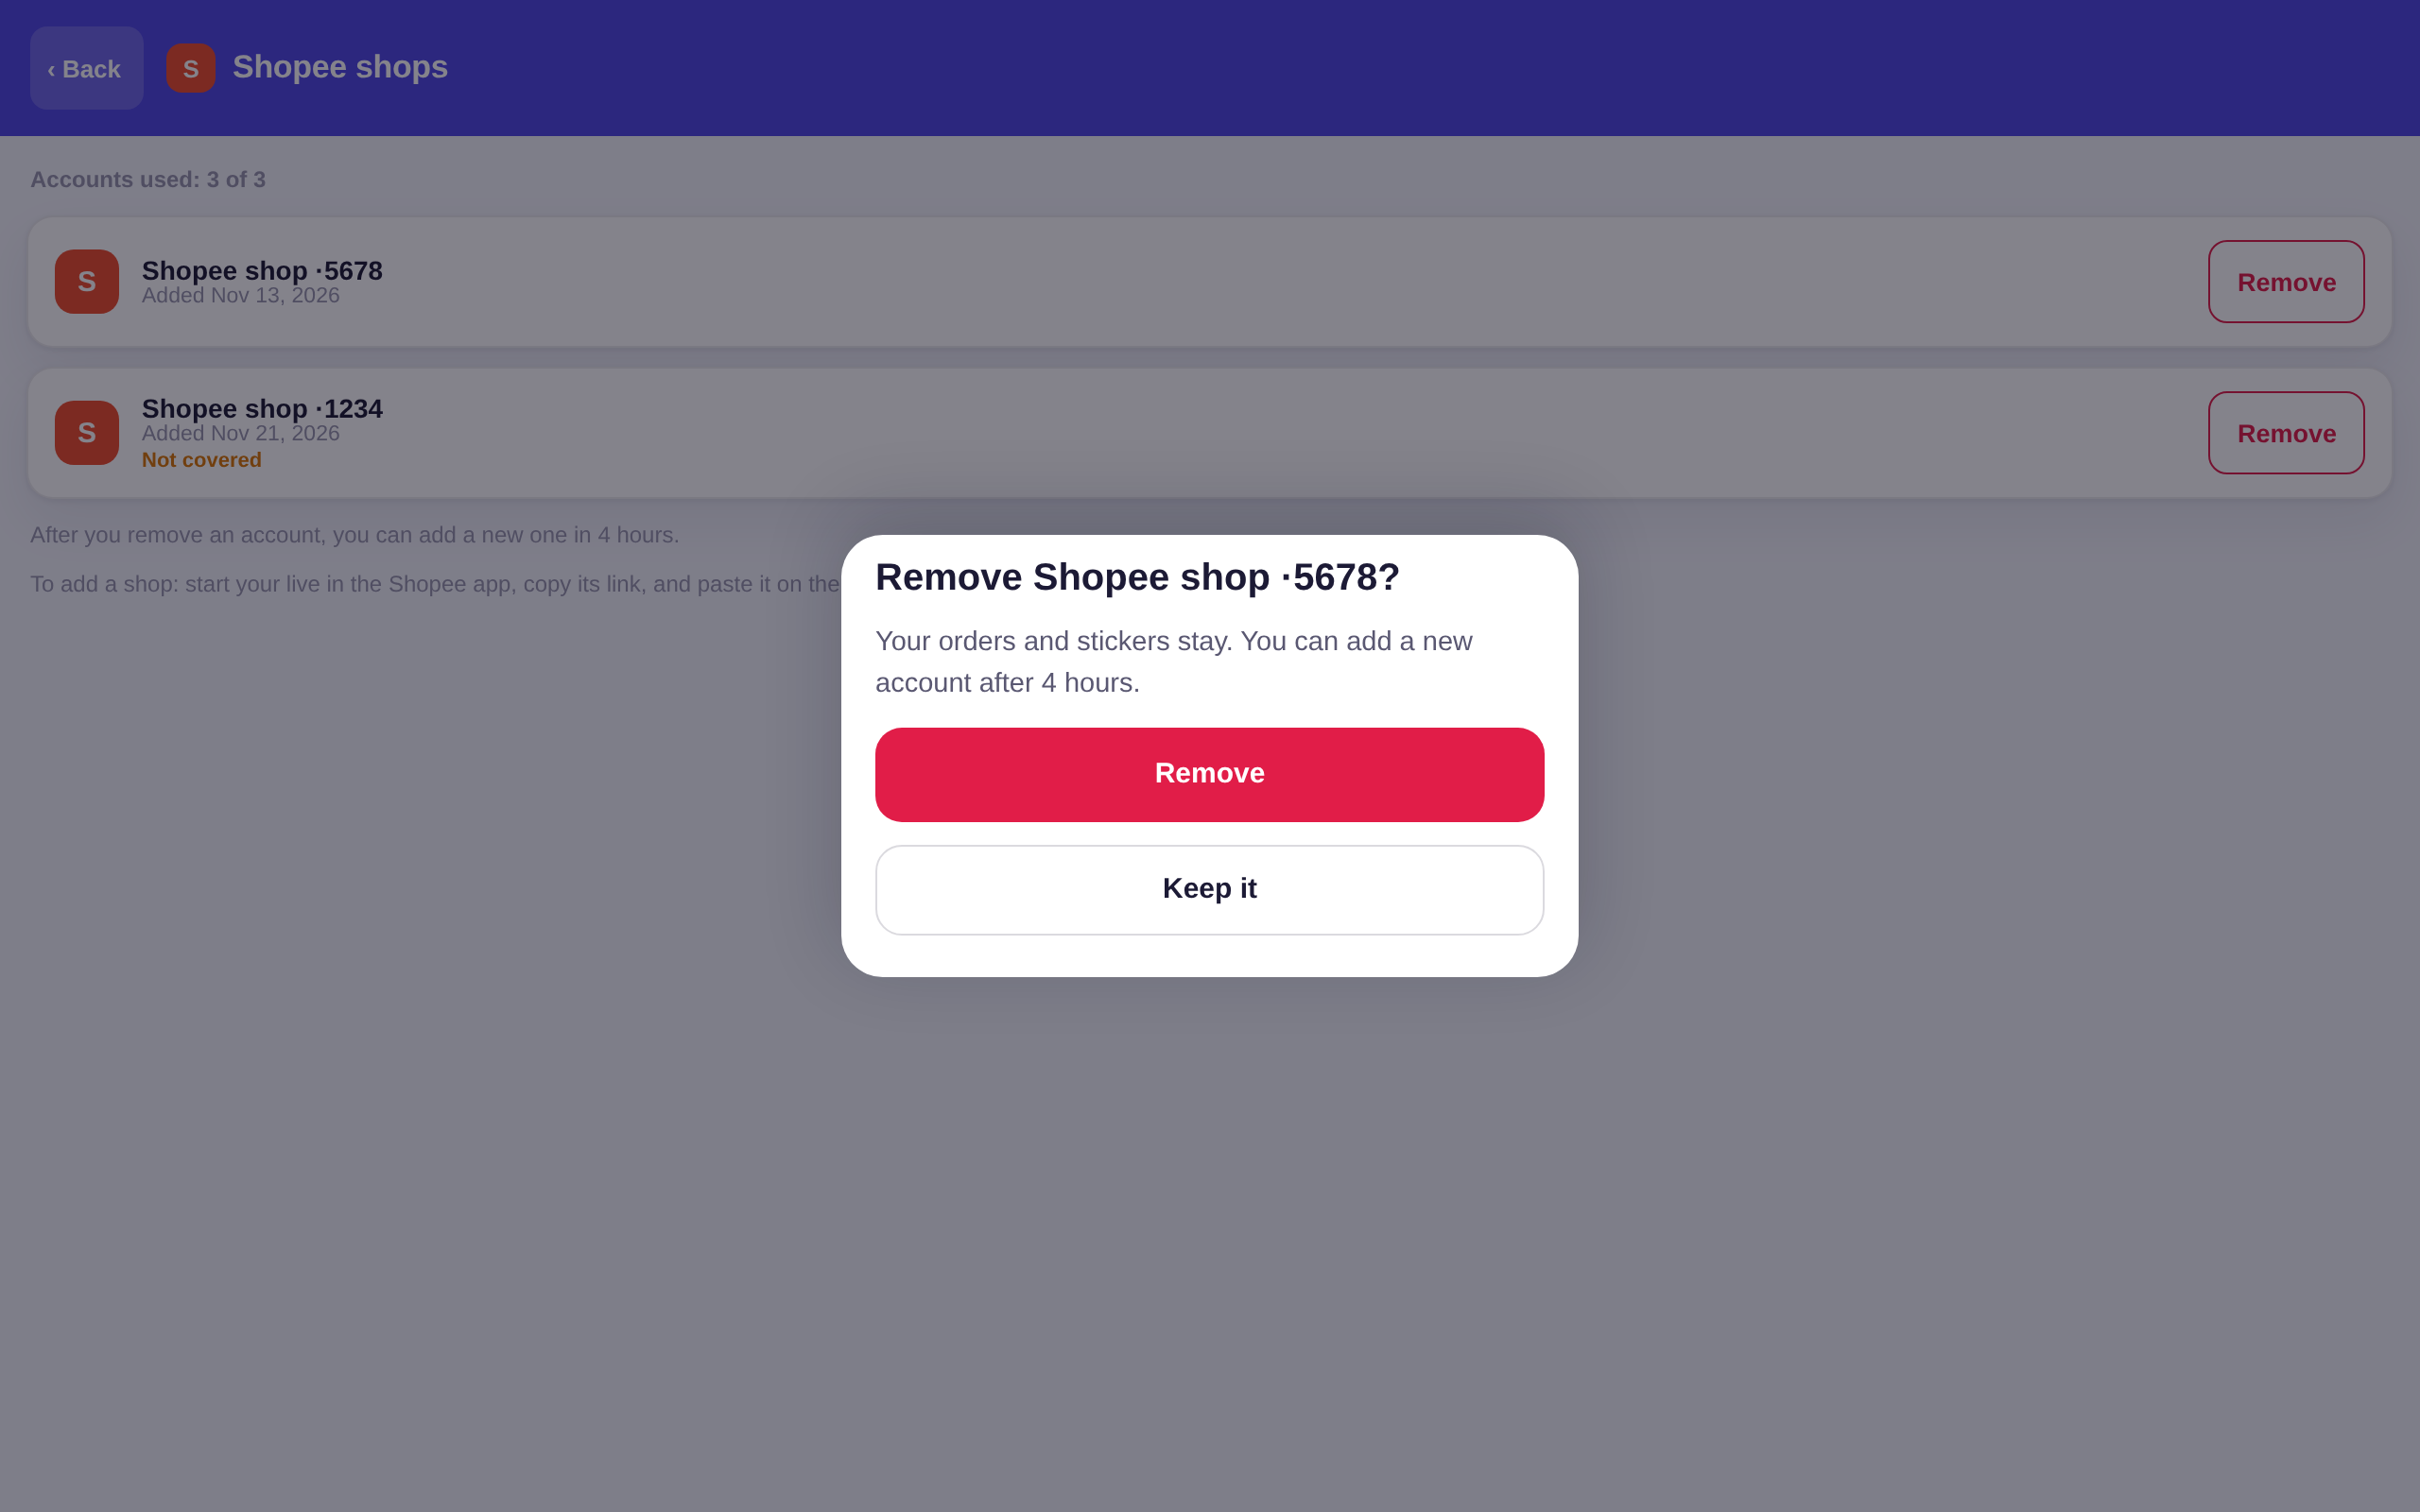 ‹ Back
S
Shopee shops
Accounts used: 3 of 3
S
Shopee shop ·5678
Added Nov 13, 2026
Remove
S
Shopee shop ·1234
Added Nov 21, 2026
Not covered
Remove
After you remove an account, you can add a new one in 4 hours.
To add a shop: start your live in the Shopee app, copy its link, and paste it on the
Remove Shopee shop ·5678?
Your orders and stickers stay. You can add a new
account after 4 hours.
Remove
Keep it